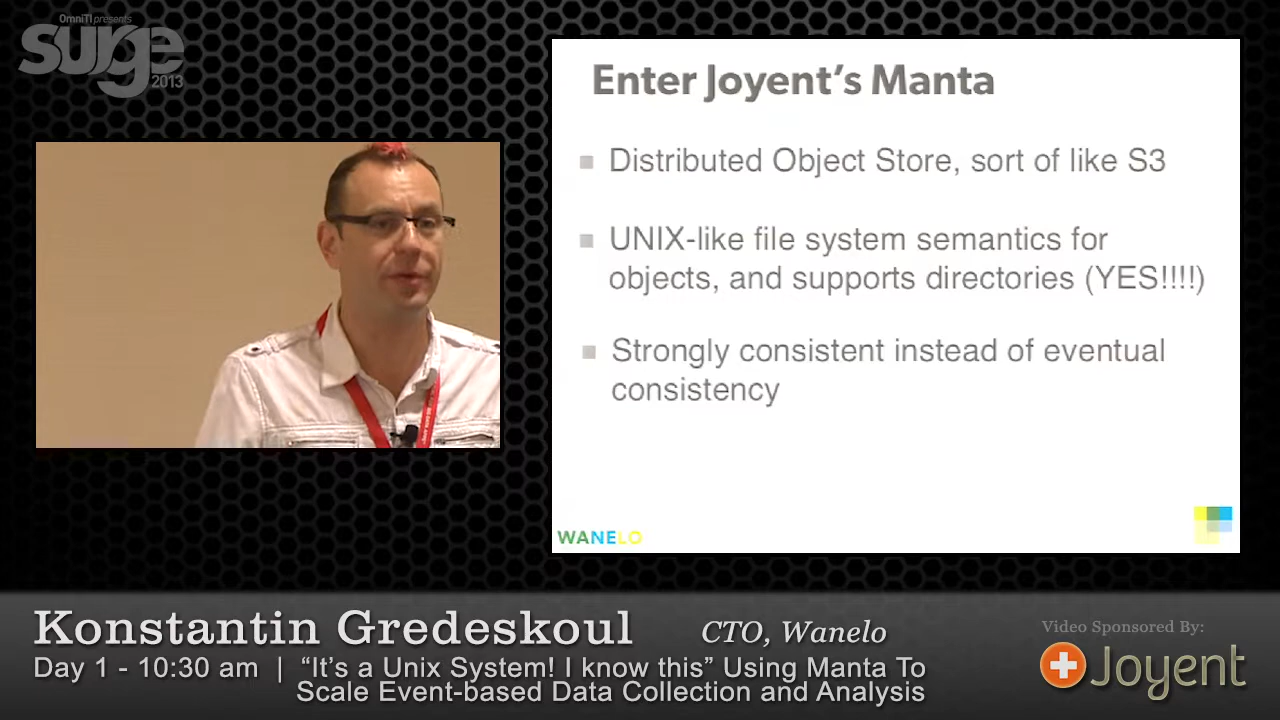 OmniTI presents
surge
2013
Enter Joyent's Manta
Distributed Object Store, sort of like S3
UNIX-like file system semantics for
objects, and supports directories (YES!!!!)
Strongly consistent instead of eventual
consistency
WANELO
Konstantin Gredeskoul CTO, Wanelo
Day 1 - 10:30 am | “It's a Unix System! I know this” Using Manta To
Scale Event-based Data Collection and Analysis
Video Sponsored By:
Joyent